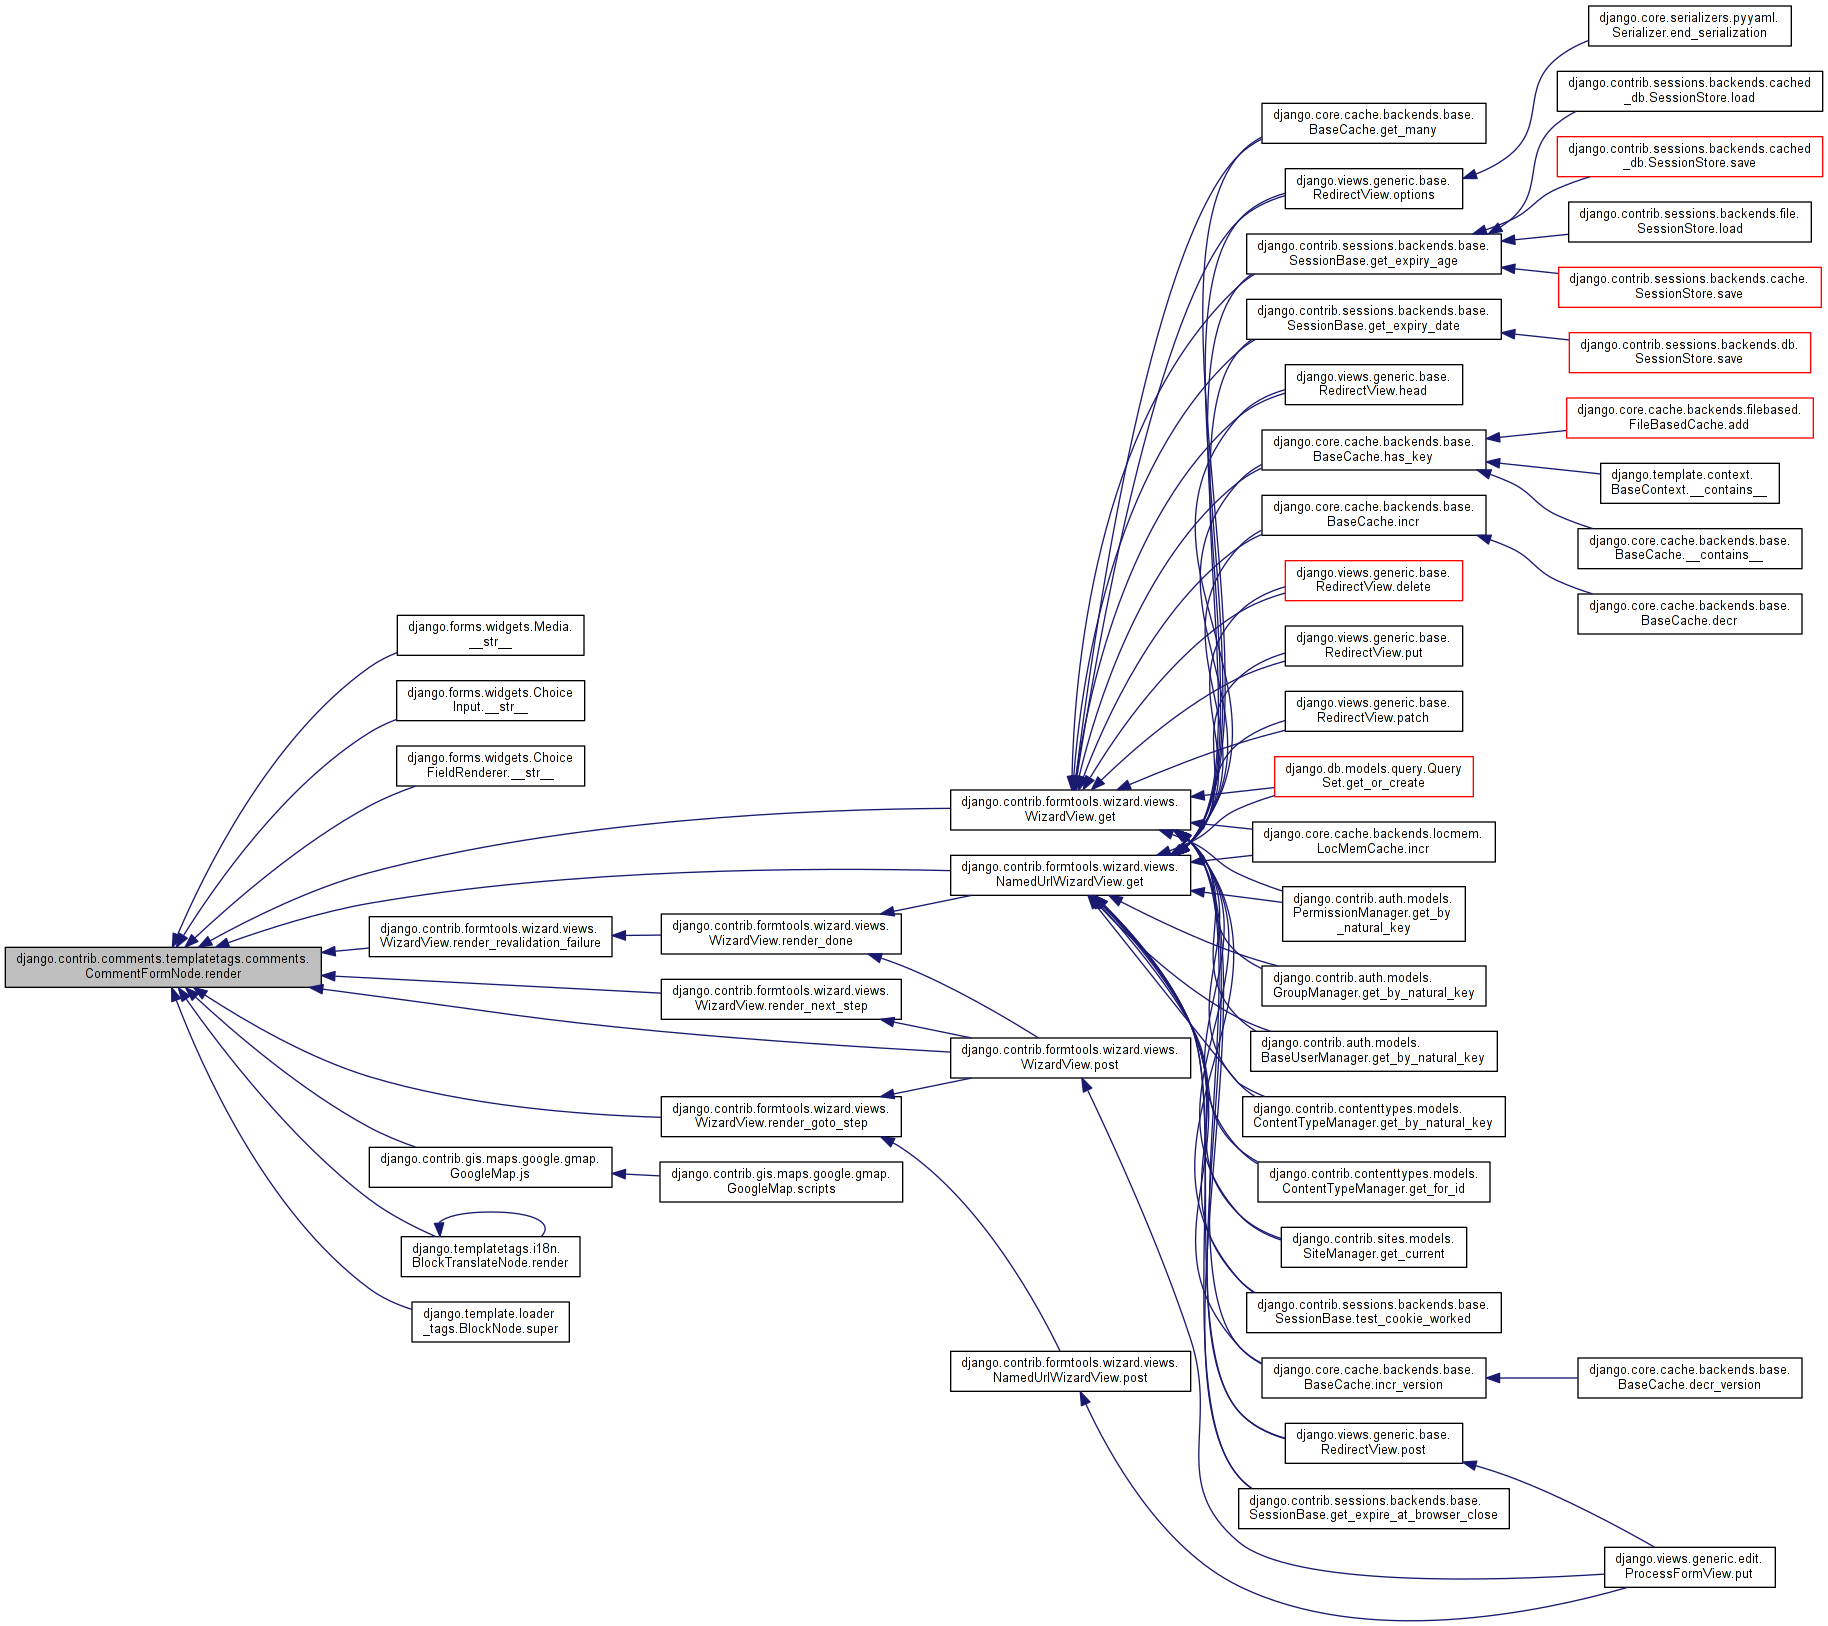 django.contrib.comments.templatetags.comments.
CommentFormNode.render
django.forms.widgets.Media.
__str__
django.forms.widgets.Choice
Input.__str__
django.forms.widgets.Choice
FieldRenderer.__str__
django.contrib.formtools.wizard.views.
WizardView.render_revalidation_failure
django.contrib.gis.maps.google.gmap.
GoogleMap.js
django.templatetags.i18n.
BlockTranslateNode.render
django.template.loader
_tags.BlockNode.super
django.contrib.formtools.wizard.views.
WizardView.render_done
django.contrib.formtools.wizard.views.
WizardView.render_next_step
django.contrib.formtools.wizard.views.
WizardView.render_goto_step
django.contrib.gis.maps.google.gmap.
GoogleMap.scripts
django.contrib.formtools.wizard.views.
WizardView.get
django.contrib.formtools.wizard.views.
NamedUrlWizardView.get
django.contrib.formtools.wizard.views.
WizardView.post
django.contrib.formtools.wizard.views.
NamedUrlWizardView.post
django.core.cache.backends.base.
BaseCache.get_many
django.views.generic.base.
RedirectView.options
django.contrib.sessions.backends.base.
SessionBase.get_expiry_age
django.contrib.sessions.backends.base.
SessionBase.get_expiry_date
django.views.generic.base.
RedirectView.head
django.core.cache.backends.base.
BaseCache.has_key
django.core.cache.backends.base.
BaseCache.incr
django.views.generic.base.
RedirectView.delete
django.views.generic.base.
RedirectView.put
django.views.generic.base.
RedirectView.patch
django.db.models.query.Query
Set.get_or_create
django.core.cache.backends.locmem.
LocMemCache.incr
django.contrib.auth.models.
PermissionManager.get_by
_natural_key
django.contrib.auth.models.
GroupManager.get_by_natural_key
django.contrib.auth.models.
BaseUserManager.get_by_natural_key
django.contrib.contenttypes.models.
ContentTypeManager.get_by_natural_key
django.contrib.contenttypes.models.
ContentTypeManager.get_for_id
django.contrib.sites.models.
SiteManager.get_current
django.contrib.sessions.backends.base.
SessionBase.test_cookie_worked
django.core.cache.backends.base.
BaseCache.incr_version
django.views.generic.base.
RedirectView.post
django.contrib.sessions.backends.base.
SessionBase.get_expire_at_browser_close
django.core.serializers.pyyaml.
Serializer.end_serialization
django.contrib.sessions.backends.cached
_db.SessionStore.load
django.contrib.sessions.backends.cached
_db.SessionStore.save
django.contrib.sessions.backends.file.
SessionStore.load
django.contrib.sessions.backends.cache.
SessionStore.save
django.contrib.sessions.backends.db.
SessionStore.save
django.core.cache.backends.filebased.
FileBasedCache.add
django.template.context.
BaseContext.__contains__
django.core.cache.backends.base.
BaseCache.__contains__
django.core.cache.backends.base.
BaseCache.decr
django.core.cache.backends.base.
BaseCache.decr_version
django.views.generic.edit.
ProcessFormView.put